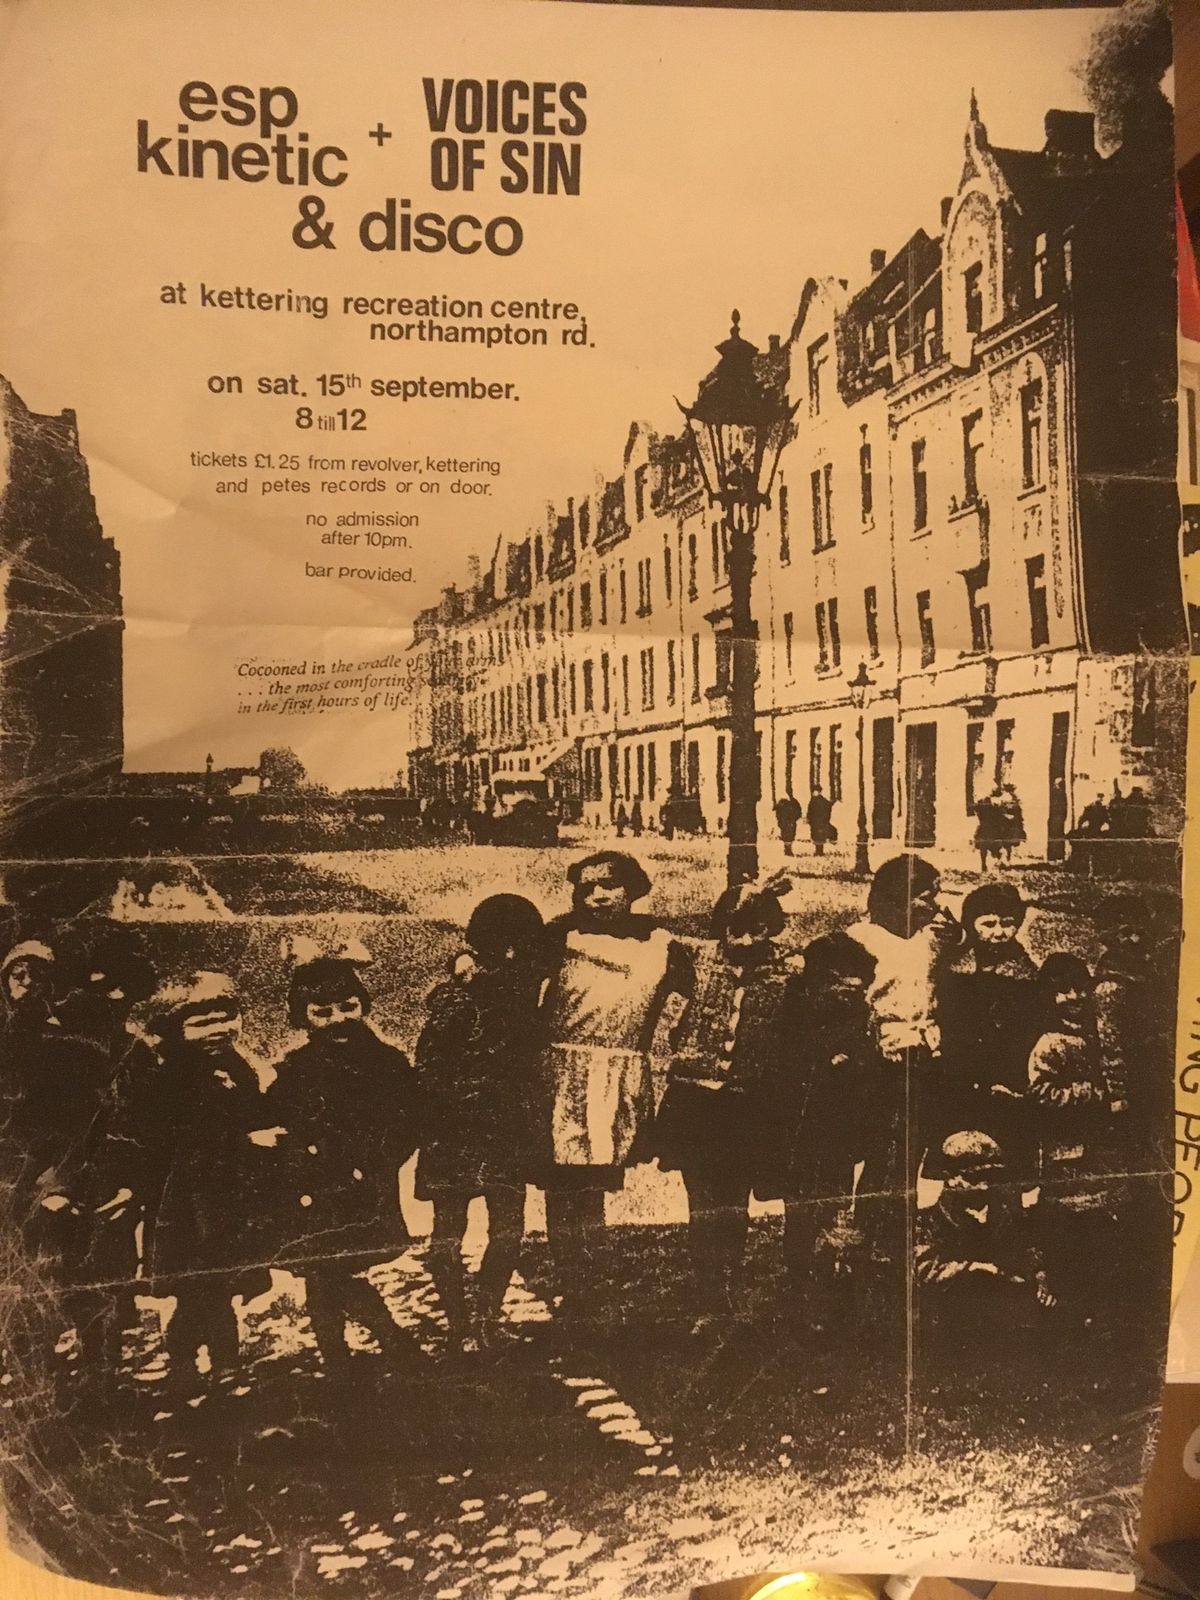 esp
kinetic
+
VOICES
OF SIN
& disco
at kettering recreation centre,
northampton rd.
on sat. 15th september.
8 till 12
tickets £1.25 from revolver, kettering
and petes records or on door.
no admission
after 10pm.
bar provided.
Cocooned in the cradle of arms
. . . the most comforting
in the first hours of life.